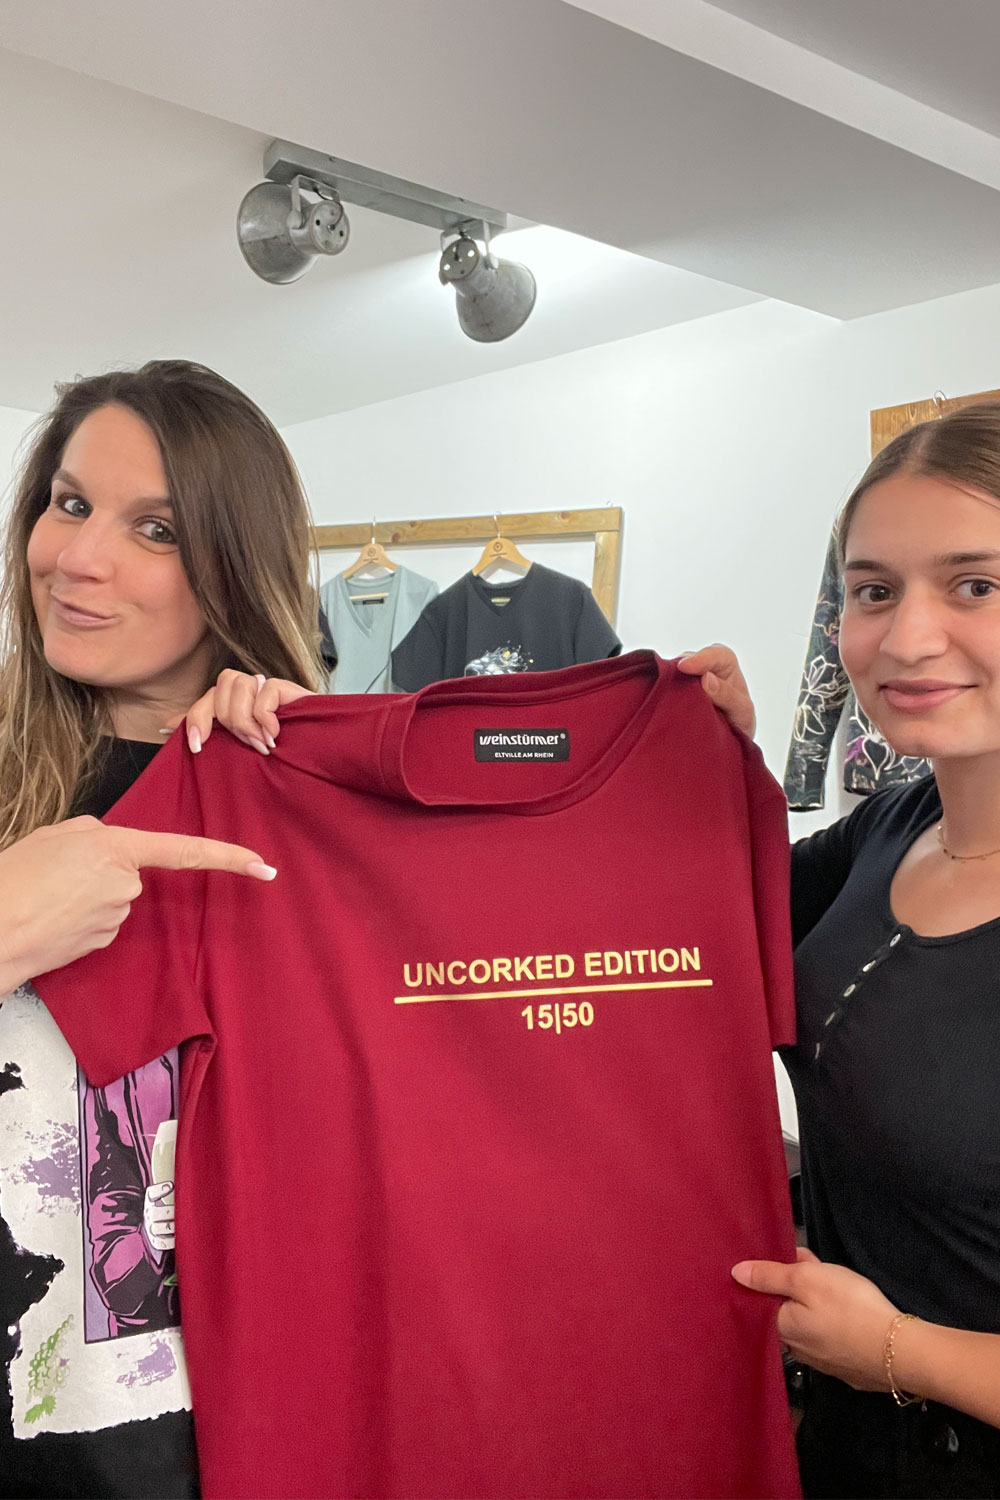 weinstürmer®
ELTVILLE AM RHEIN
UNCORKED EDITION
15|50